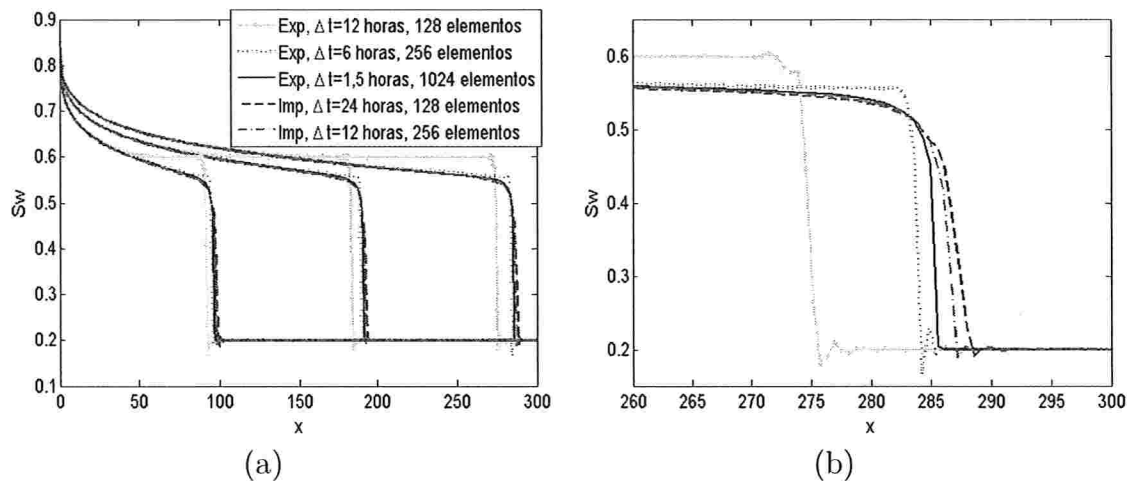 0.9
0.8
0.7
0.6
0.5
0.4
0.3
0.2
0.1
Sw
0
50
100
150
200
250
300
x
Exp, Δt=12 horas, 128 elementos
Exp, Δt=6 horas, 256 elementos
Exp, Δt=1,5 horas, 1024 elementos
Imp, Δt=24 horas, 128 elementos
Imp, Δt=12 horas, 256 elementos
(a)
0.6
0.5
0.4
0.3
0.2
Sw
260
265
270
275
280
285
290
295
300
x
(b)